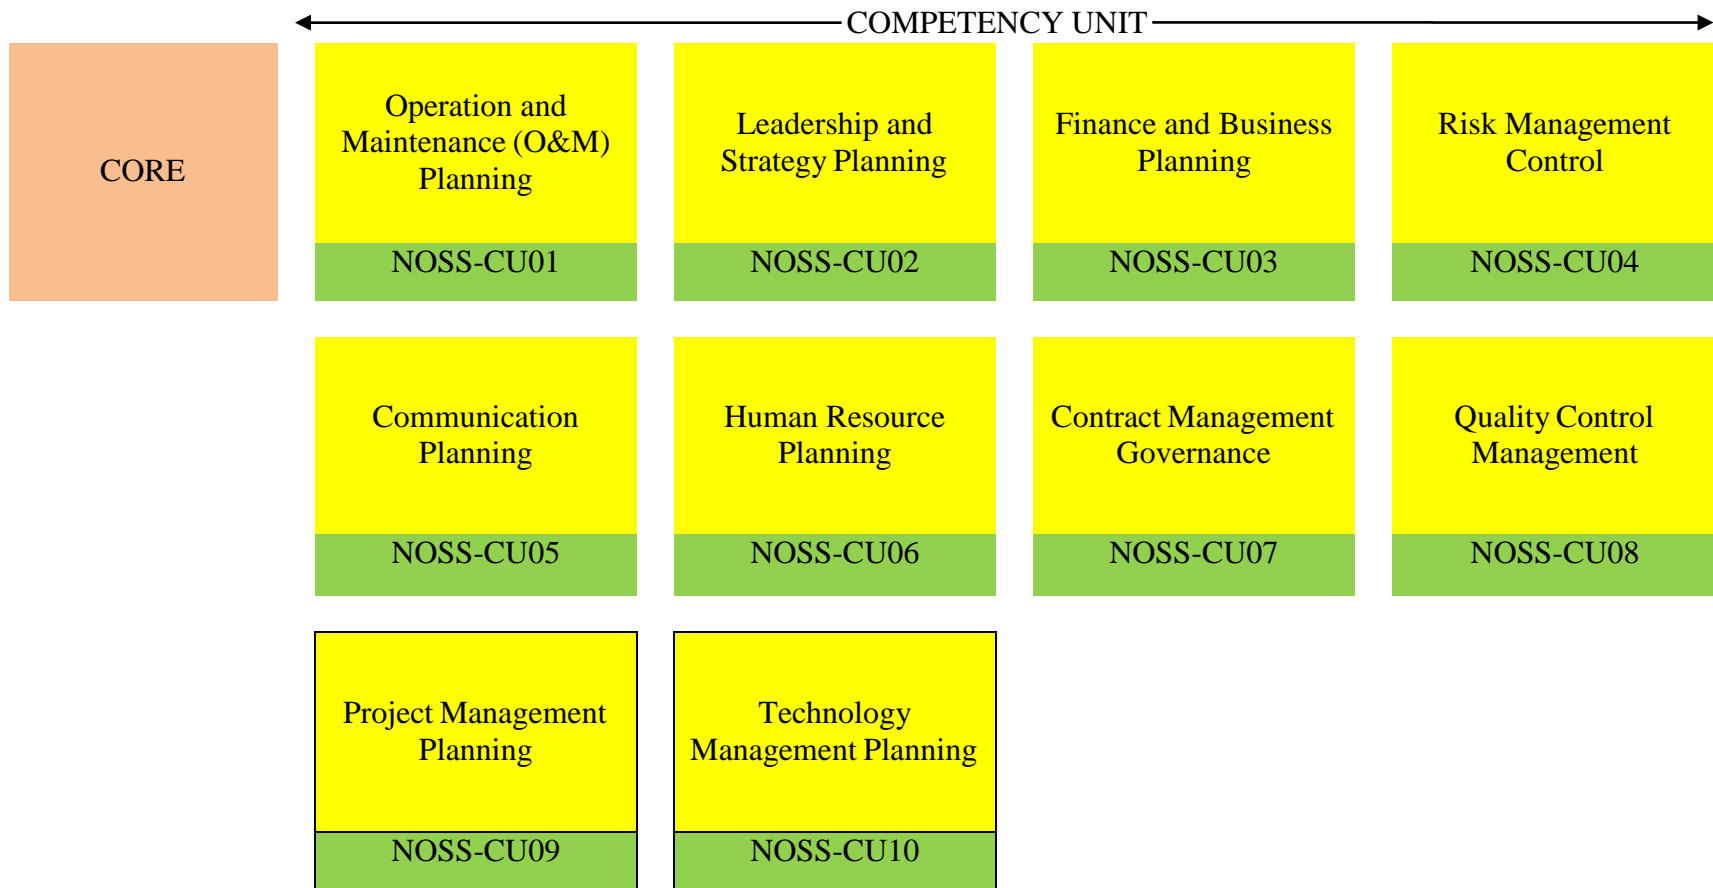 COMPETENCY UNIT
CORE
Operation and
Maintenance (O&M)
Planning
NOSS-CU01
Leadership and
Strategy Planning
NOSS-CU02
Finance and Business
Planning
NOSS-CU03
Risk Management
Control
NOSS-CU04
Communication
Planning
NOSS-CU05
Human Resource
Planning
NOSS-CU06
Contract Management
Governance
NOSS-CU07
Quality Control
Management
NOSS-CU08
Project Management
Planning
NOSS-CU09
Technology
Management Planning
NOSS-CU10